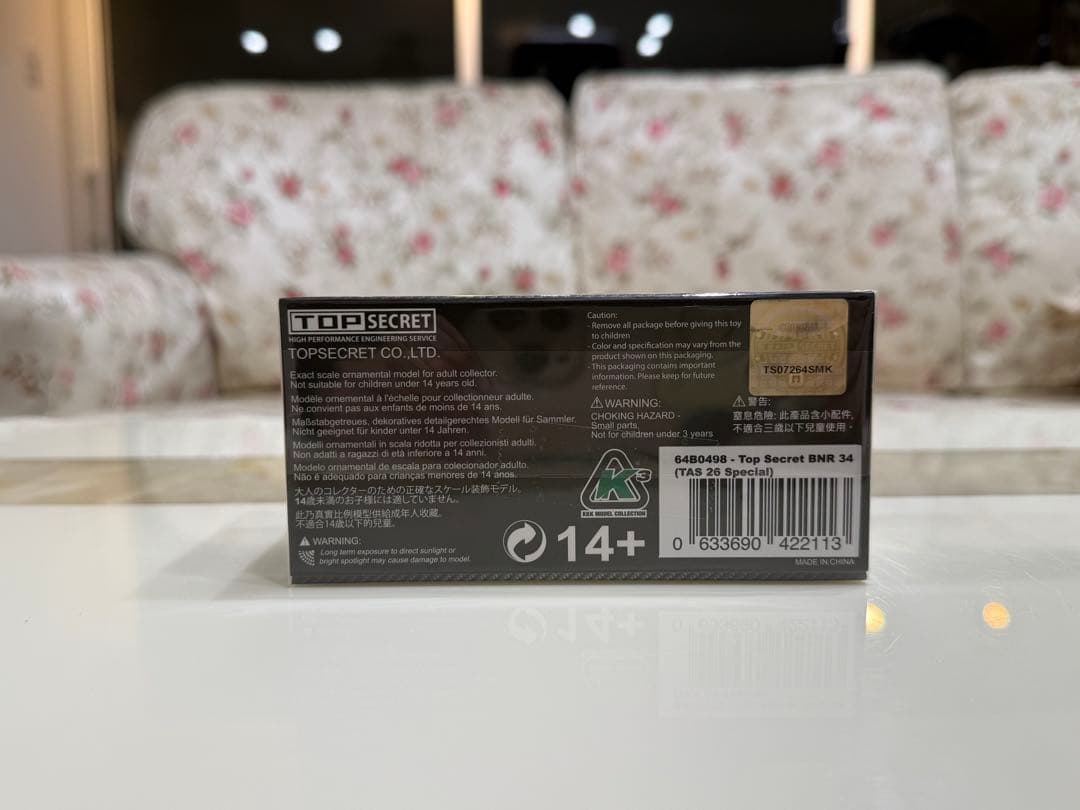 TOP SECRET
HIGH PERFORMANCE ENGINEERING SERVICE
TOPSECRET CO.,LTD.
Exact scale ornamental model for adult collector.
Not suitable for children under 14 years old.
Modèle ornemental à l'échelle pour collectionneur adulte.
Ne convient pas aux enfants de moins de 14 ans.
Maßstabgetreues, dekoratives detailgerechtes Modell für Sammler.
Nicht geeignet für kinder unter 14 Jahren.
Modelli ornamentali in scala ridotta per collezionisti adulti.
Non adatti a ragazzi di età inferiore a 14 anni.
Modelo ornamental de escala para colecionador adulto.
Não é adequado para crianças menores de 14 anos.
大人のコレクターのための正確なスケール装飾モデル。
14歳未満のお子様には適していません。
此乃真實比例模型供給成年人收藏。
不適合14歲以下的兒童。
WARNING:
Long term exposure to direct sunlight or
bright spotlight may cause damage to model.
Caution:
- Remove all package before giving this toy
to children
- Color and specification may vary from the
product shown on this packaging.
- This packaging contains important
information. Please keep for future
reference.
WARNING:
CHOKING HAZARD -
Small parts,
Not for children under 3 years
TS07264SMK
警告:
窒息危險: 此產品含小配件,
不適合三歲以下兒童使用。
K3
KKK MODEL COLLECTION
14+
64B0498 - Top Secret BNR 34
(TAS 26 Special)
0 633690 422113
MADE IN CHINA